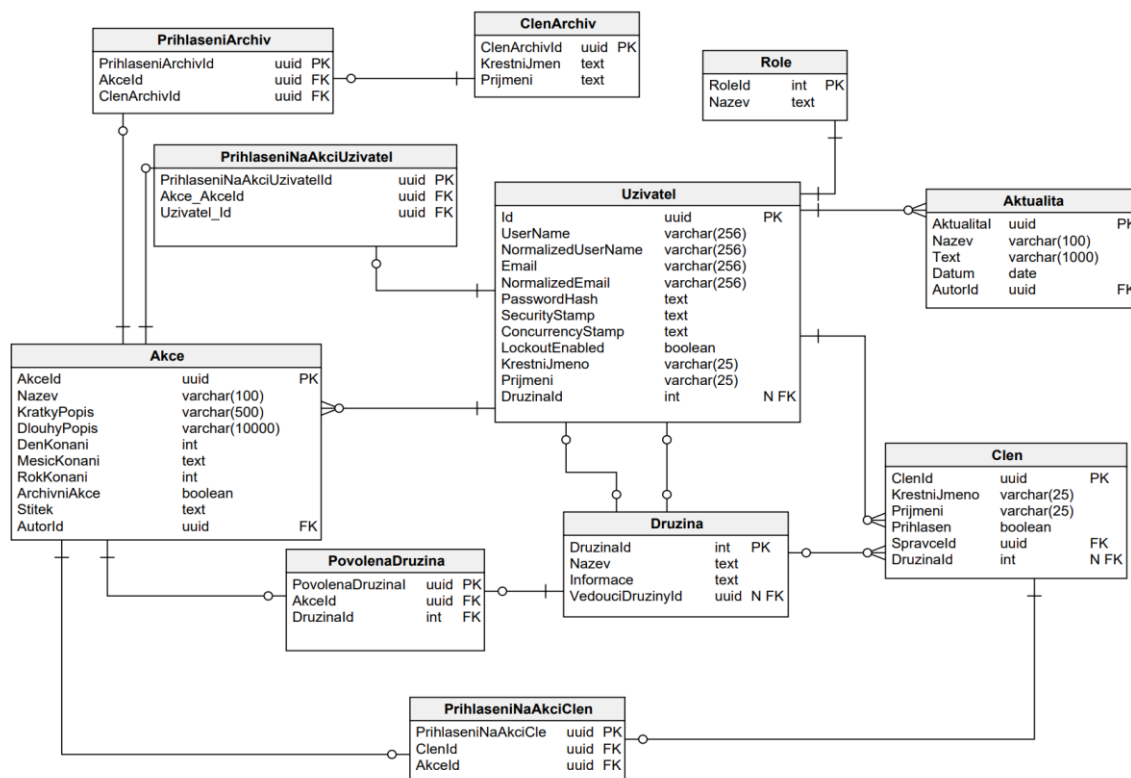 ClenArchiv
ClenArchivId uuid PK
KrestniJmen text
Prijmeni text
PrihlaseniArchiv
PrihlaseniArchivId uuid PK
AkceId uuid FK
ClenArchivId uuid FK
Role
RoleId int PK
Nazev text
PrihlaseniNaAkciUzivatel
PrihlaseniNaAkciUzivatelId uuid PK
Akce_AkceId uuid FK
Uzivatel_Id uuid FK
Uzivatel
Id uuid PK
UserName varchar(256)
NormalizedUserName varchar(256)
Email varchar(256)
NormalizedEmail varchar(256)
PasswordHash text
SecurityStamp text
ConcurrencyStamp text
LockoutEnabled boolean
KrestniJmeno varchar(25)
Prijmeni varchar(25)
DruzinaId int N FK
Aktualita
AktualitaI uuid PK
Nazev varchar(100)
Text varchar(1000)
Datum date
AutorId uuid FK
Akce
AkceId uuid PK
Nazev varchar(100)
KratkyPopis varchar(500)
DlouhyPopis varchar(10000)
DenKonani int
MesicKonani text
RokKonani int
ArchivniAkce boolean
Stitek text
AutorId uuid FK
Clen
ClenId uuid PK
KrestniJmeno varchar(25)
Prijmeni varchar(25)
Prihlasen boolean
SpravceId uuid FK
DruzinaId int N FK
Druzina
DruzinaId int PK
Nazev text
Informace text
VedouciDruzinyId uuid N FK
PovolenaDruzina
PovolenaDruzinaI uuid PK
AkceId uuid FK
DruzinaId int FK
PrihlaseniNaAkciClen
PrihlaseniNaAkciCle uuid PK
ClenId uuid FK
AkceId uuid FK